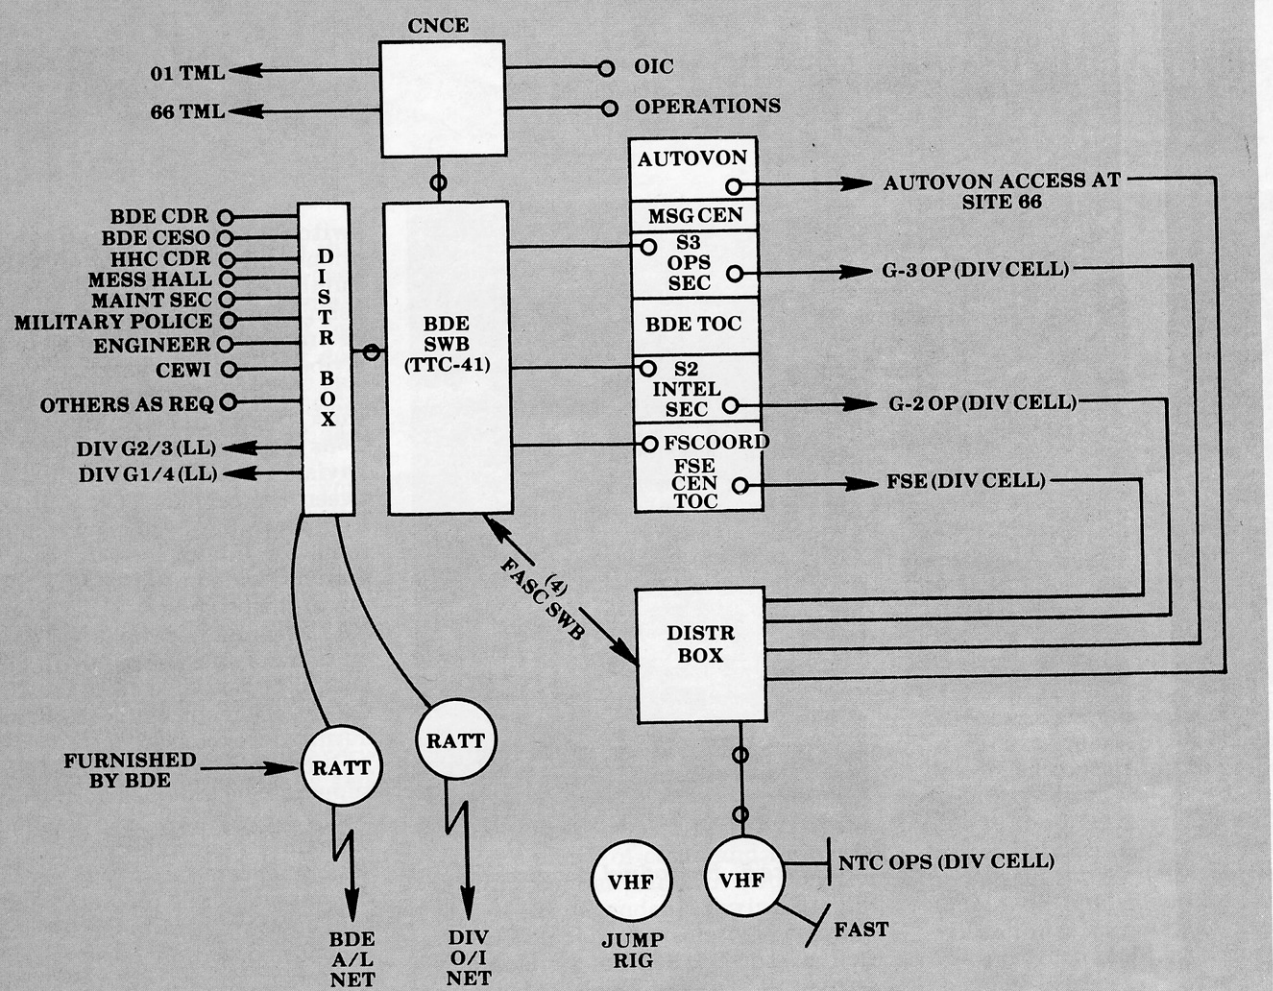 CNCE
01 TML
66 TML
OIC
OPERATIONS
BDE CDR
BDE CESO
HHC CDR
MESS HALL
MAINT SEC
MILITARY POLICE
ENGINEER
CEWI
OTHERS AS REQ
DIV G2/3 (LL)
DIV G1/4 (LL)
DISTR BOX
BDE
SWB
(TTC-41)
AUTOVON
MSG CEN
S3
OPS
SEC
BDE TOC
S2
INTEL
SEC
FSCOORD
FSE
CEN
TOC
AUTOVON ACCESS AT
SITE 66
G-3 OP (DIV CELL)
G-2 OP (DIV CELL)
FSE (DIV CELL)
(4)
FASC SWB
DISTR
BOX
FURNISHED
BY BDE
RATT
RATT
BDE
A/L
NET
DIV
O/I
NET
VHF
JUMP
RIG
VHF
NTC OPS (DIV CELL)
FAST